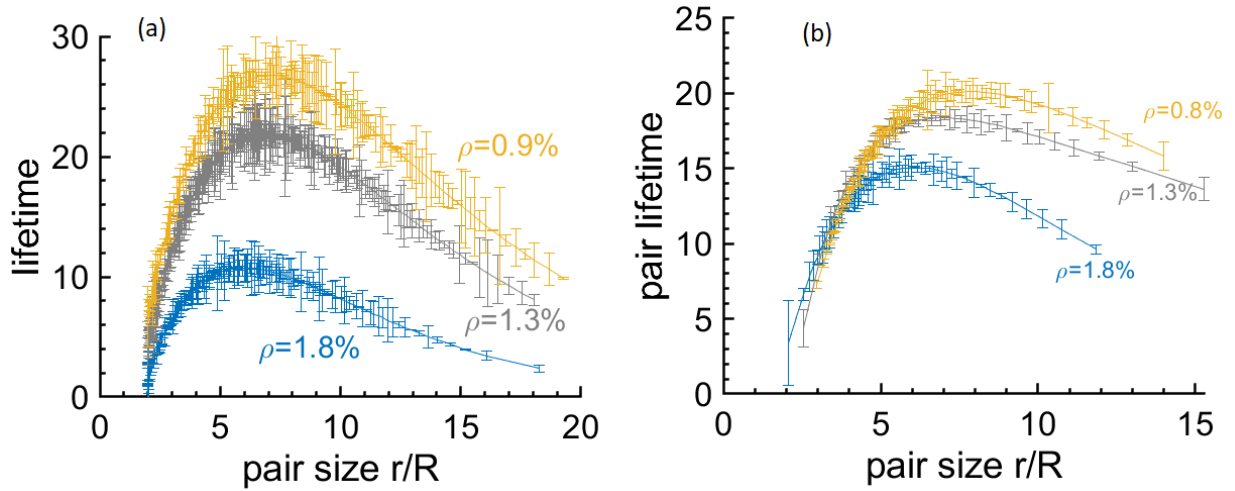 (a)
30
20
10
0
lifetime
ρ=0.9%
ρ=1.3%
ρ=1.8%
0 5 10 15 20
pair size r/R
(b)
25
20
15
10
5
0
pair lifetime
ρ=0.8%
ρ=1.3%
ρ=1.8%
0 5 10 15
pair size r/R